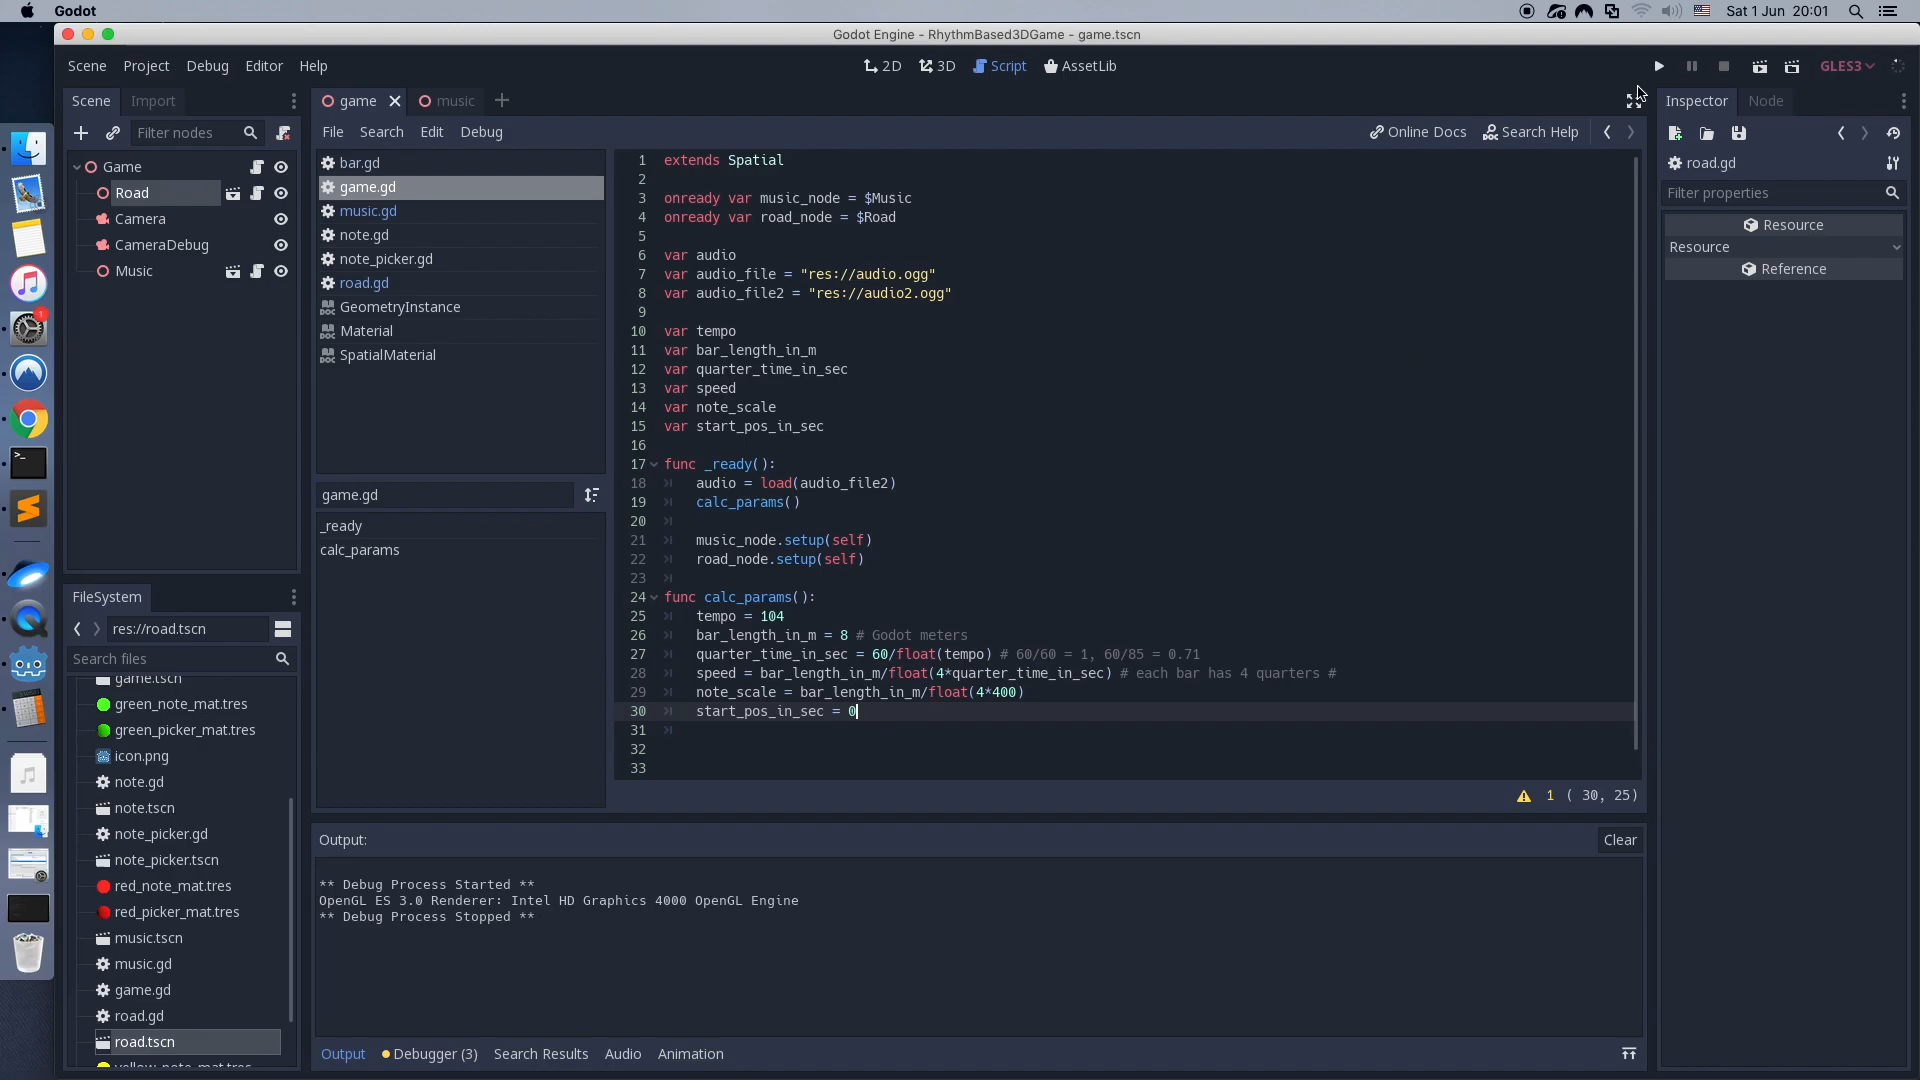 Godot
Sat 1 Jun 20:01
Godot Engine - RhythmBased3DGame - game.tscn
Scene Project Debug Editor Help
2D 3D Script AssetLib
GLES3
Scene Import
game music
Inspector Node
Filter nodes
File Search Edit Debug
Online Docs Search Help
Game
Road
Camera
CameraDebug
Music
bar.gd
game.gd
music.gd
note.gd
note_picker.gd
road.gd
GeometryInstance
Material
SpatialMaterial
game.gd
_ready
calc_params
1 extends Spatial
2
3 onready var music_node = $Music
4 onready var road_node = $Road
5
6 var audio
7 var audio_file = "res://audio.ogg"
8 var audio_file2 = "res://audio2.ogg"
9
10 var tempo
11 var bar_length_in_m
12 var quarter_time_in_sec
13 var speed
14 var note_scale
15 var start_pos_in_sec
16
17 func _ready():
18 audio = load(audio_file2)
19 calc_params()
20
21 music_node.setup(self)
22 road_node.setup(self)
23
24 func calc_params():
25 tempo = 104
26 bar_length_in_m = 8 # Godot meters
27 quarter_time_in_sec = 60/float(tempo) # 60/60 = 1, 60/85 = 0.71
28 speed = bar_length_in_m/float(4*quarter_time_in_sec) # each bar has 4 quarters #
29 note_scale = bar_length_in_m/float(4*400)
30 start_pos_in_sec = 0
31
32
33
1 ( 30, 25)
road.gd
Filter properties
Resource
Resource
Reference
FileSystem
res://road.tscn
Search files
game.tscn
green_note_mat.tres
green_picker_mat.tres
icon.png
note.gd
note.tscn
note_picker.gd
note_picker.tscn
red_note_mat.tres
red_picker_mat.tres
music.tscn
music.gd
game.gd
road.gd
road.tscn
yellow_note_mat.tres
Output:
Clear
** Debug Process Started **
OpenGL ES 3.0 Renderer: Intel HD Graphics 4000 OpenGL Engine
** Debug Process Stopped **
Output Debugger (3) Search Results Audio Animation